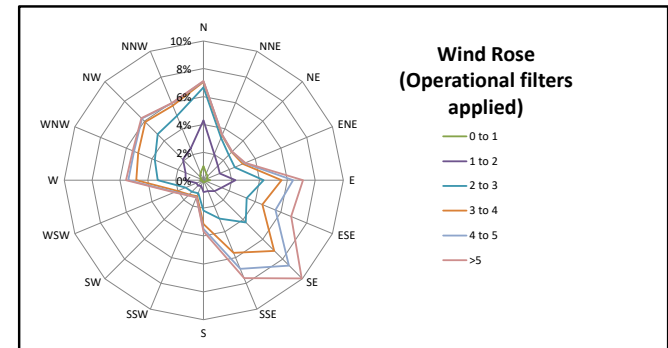 N
NNE
NE
ENE
E
ESE
SE
SSE
S
SSW
SW
WSW
W
WNW
NW
NNW
10%
8%
6%
4%
2%
0%
Wind Rose
(Operational filters
applied)
0 to 1
1 to 2
2 to 3
3 to 4
4 to 5
>5